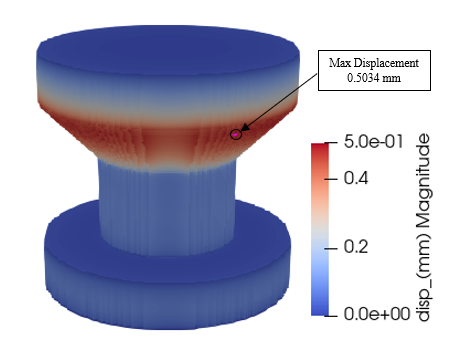 Max Displacement
0.5034 mm
5.0e-01
0.4
0.2
0.0e+00
disp_(mm) Magnitude